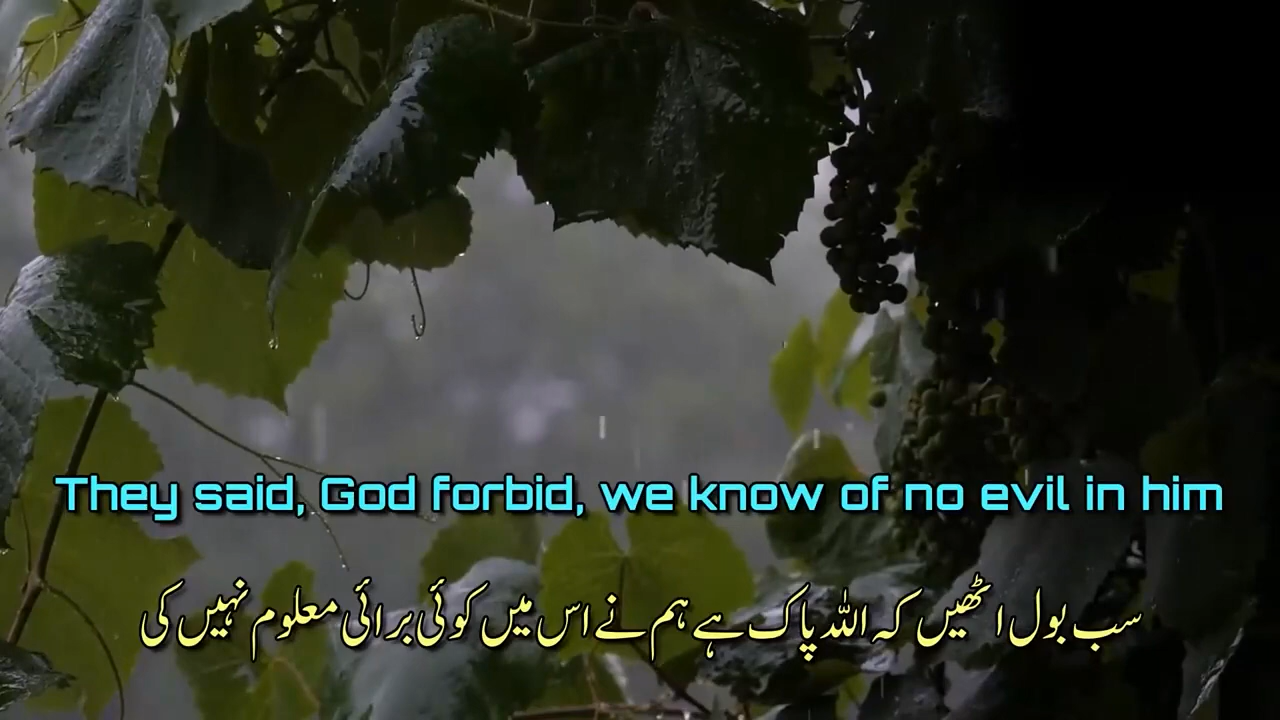 They said, God forbid, we know of no evil in him
سب بول اٹھیں کہ اللہ پاک ہے ہم نے اس میں کوئی برائی معلوم نہیں کی